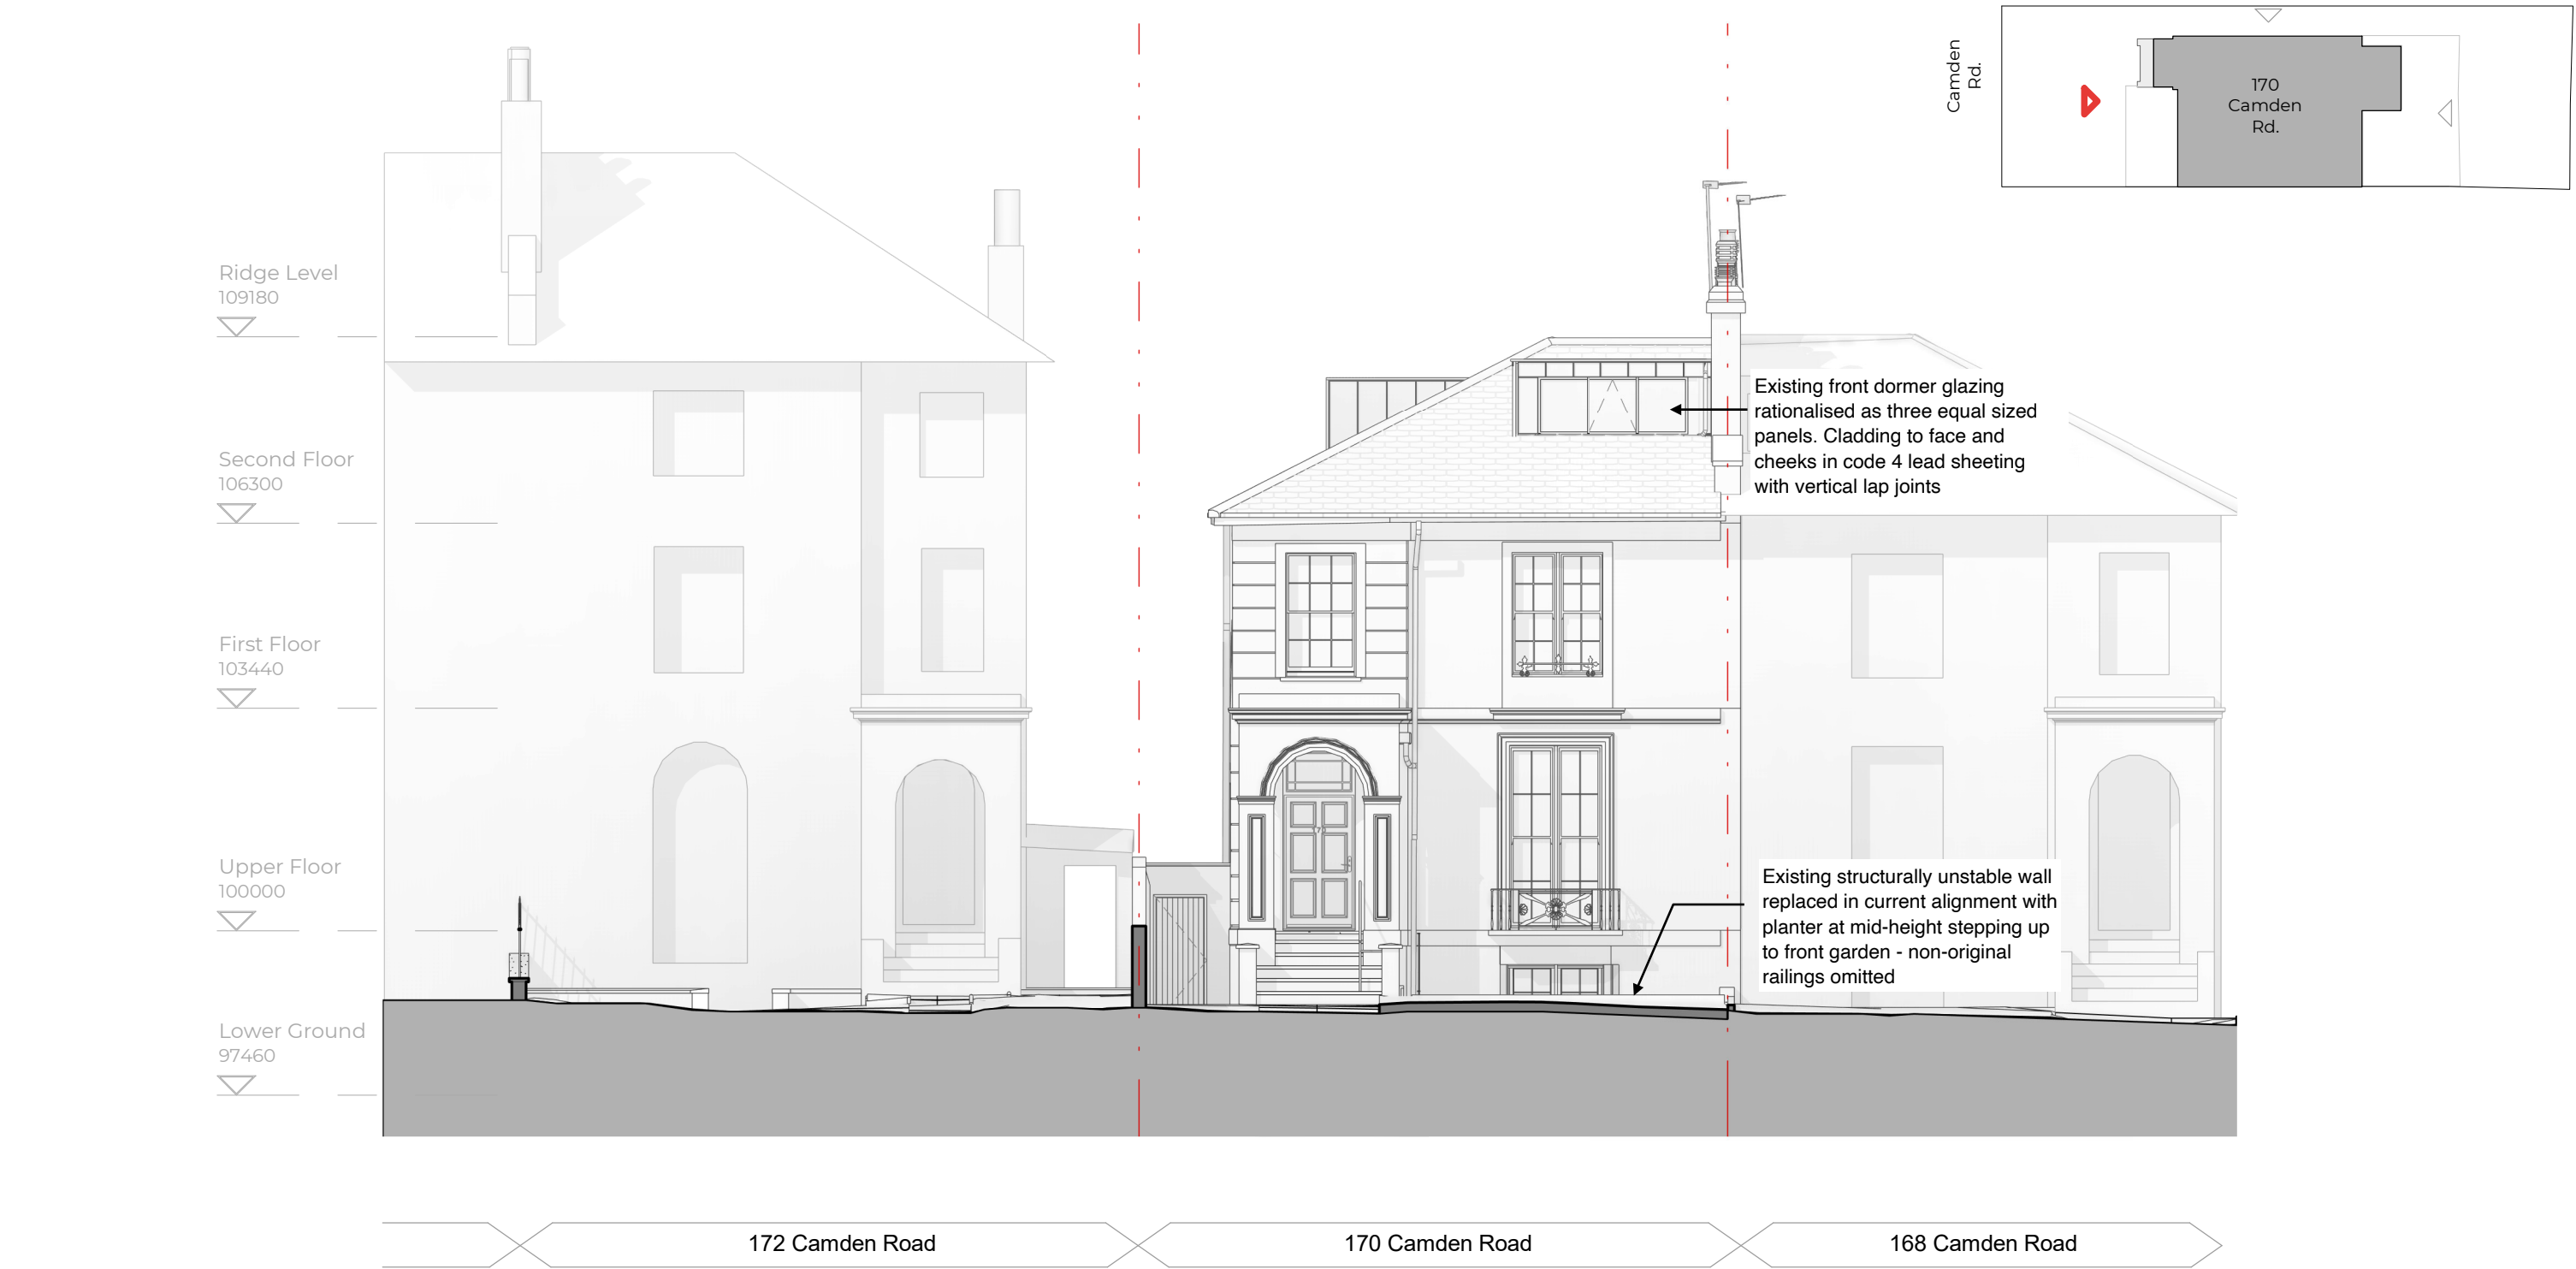 Camden
Rd.
170
Camden
Rd.
Ridge Level
109180
Second Floor
106300
First Floor
103440
Upper Floor
100000
Lower Ground
97460
Existing front dormer glazing
rationalised as three equal sized
panels. Cladding to face and
cheeks in code 4 lead sheeting
with vertical lap joints
Existing structurally unstable wall
replaced in current alignment with
planter at mid-height stepping up
to front garden - non-original
railings omitted
172 Camden Road
170 Camden Road
168 Camden Road